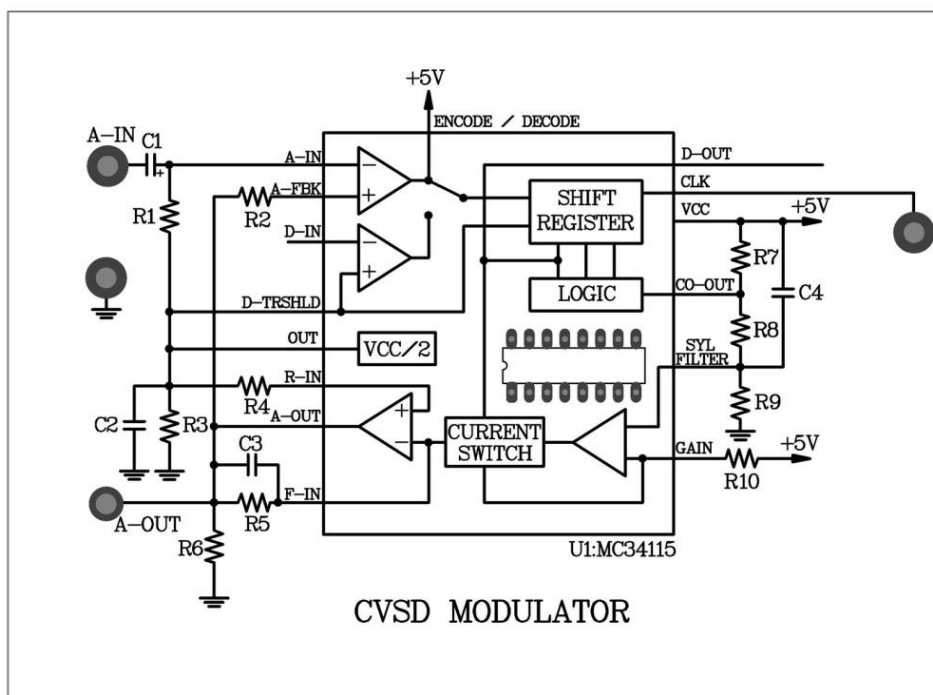 +5V
ENCODE / DECODE
A-IN
C1
+
A-IN
-
D-OUT
A-FBK
+
SHIFT
REGISTER
CLK
R1
R2
VCC
+5V
D-IN
-
R7
+
LOGIC
CO-OUT
C4
D-TRSHLD
R8
OUT
VCC/2
SYL
FILTER
R-IN
R4
+
R9
C2
R3
A-OUT
-
CURRENT
SWITCH
GAIN
+5V
C3
R10
F-IN
A-OUT
R5
R6
U1:MC34115
CVSD MODULATOR